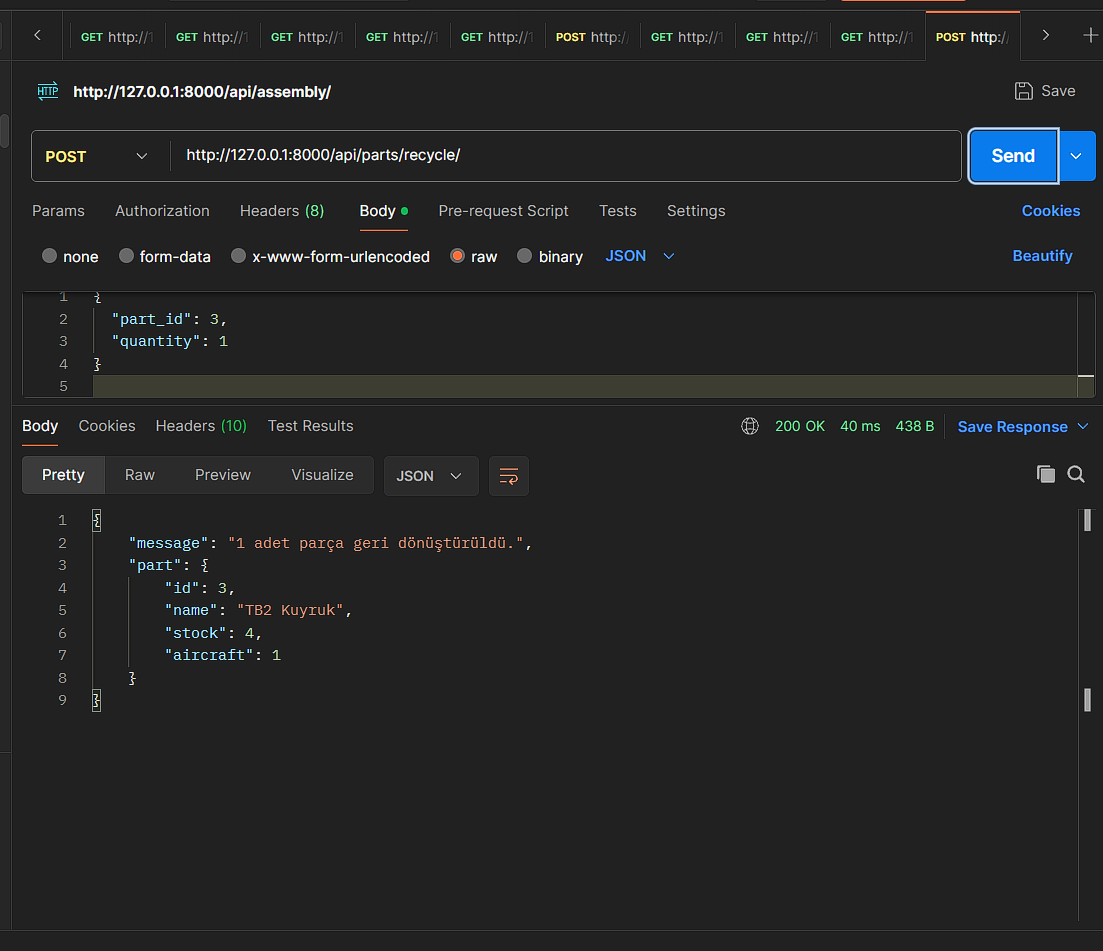 GET http://1 GET http://1 GET http://1 GET http://1 GET http://1 POST http:/ GET http://1 GET http://1 GET http://1 POST http:/
HTTP http://127.0.0.1:8000/api/assembly/ Save
POST http://127.0.0.1:8000/api/parts/recycle/ Send
Params Authorization Headers (8) Body Pre-request Script Tests Settings Cookies
none form-data x-www-form-urlencoded raw binary JSON Beautify
1 {
2 "part_id": 3,
3 "quantity": 1
4 }
5
Body Cookies Headers (10) Test Results 200 OK 40 ms 438 B Save Response
Pretty Raw Preview Visualize JSON
1 {
2 "message": "1 adet parça geri dönüştürüldü.",
3 "part": {
4 "id": 3,
5 "name": "TB2 Kuyruk",
6 "stock": 4,
7 "aircraft": 1
8 }
9 }